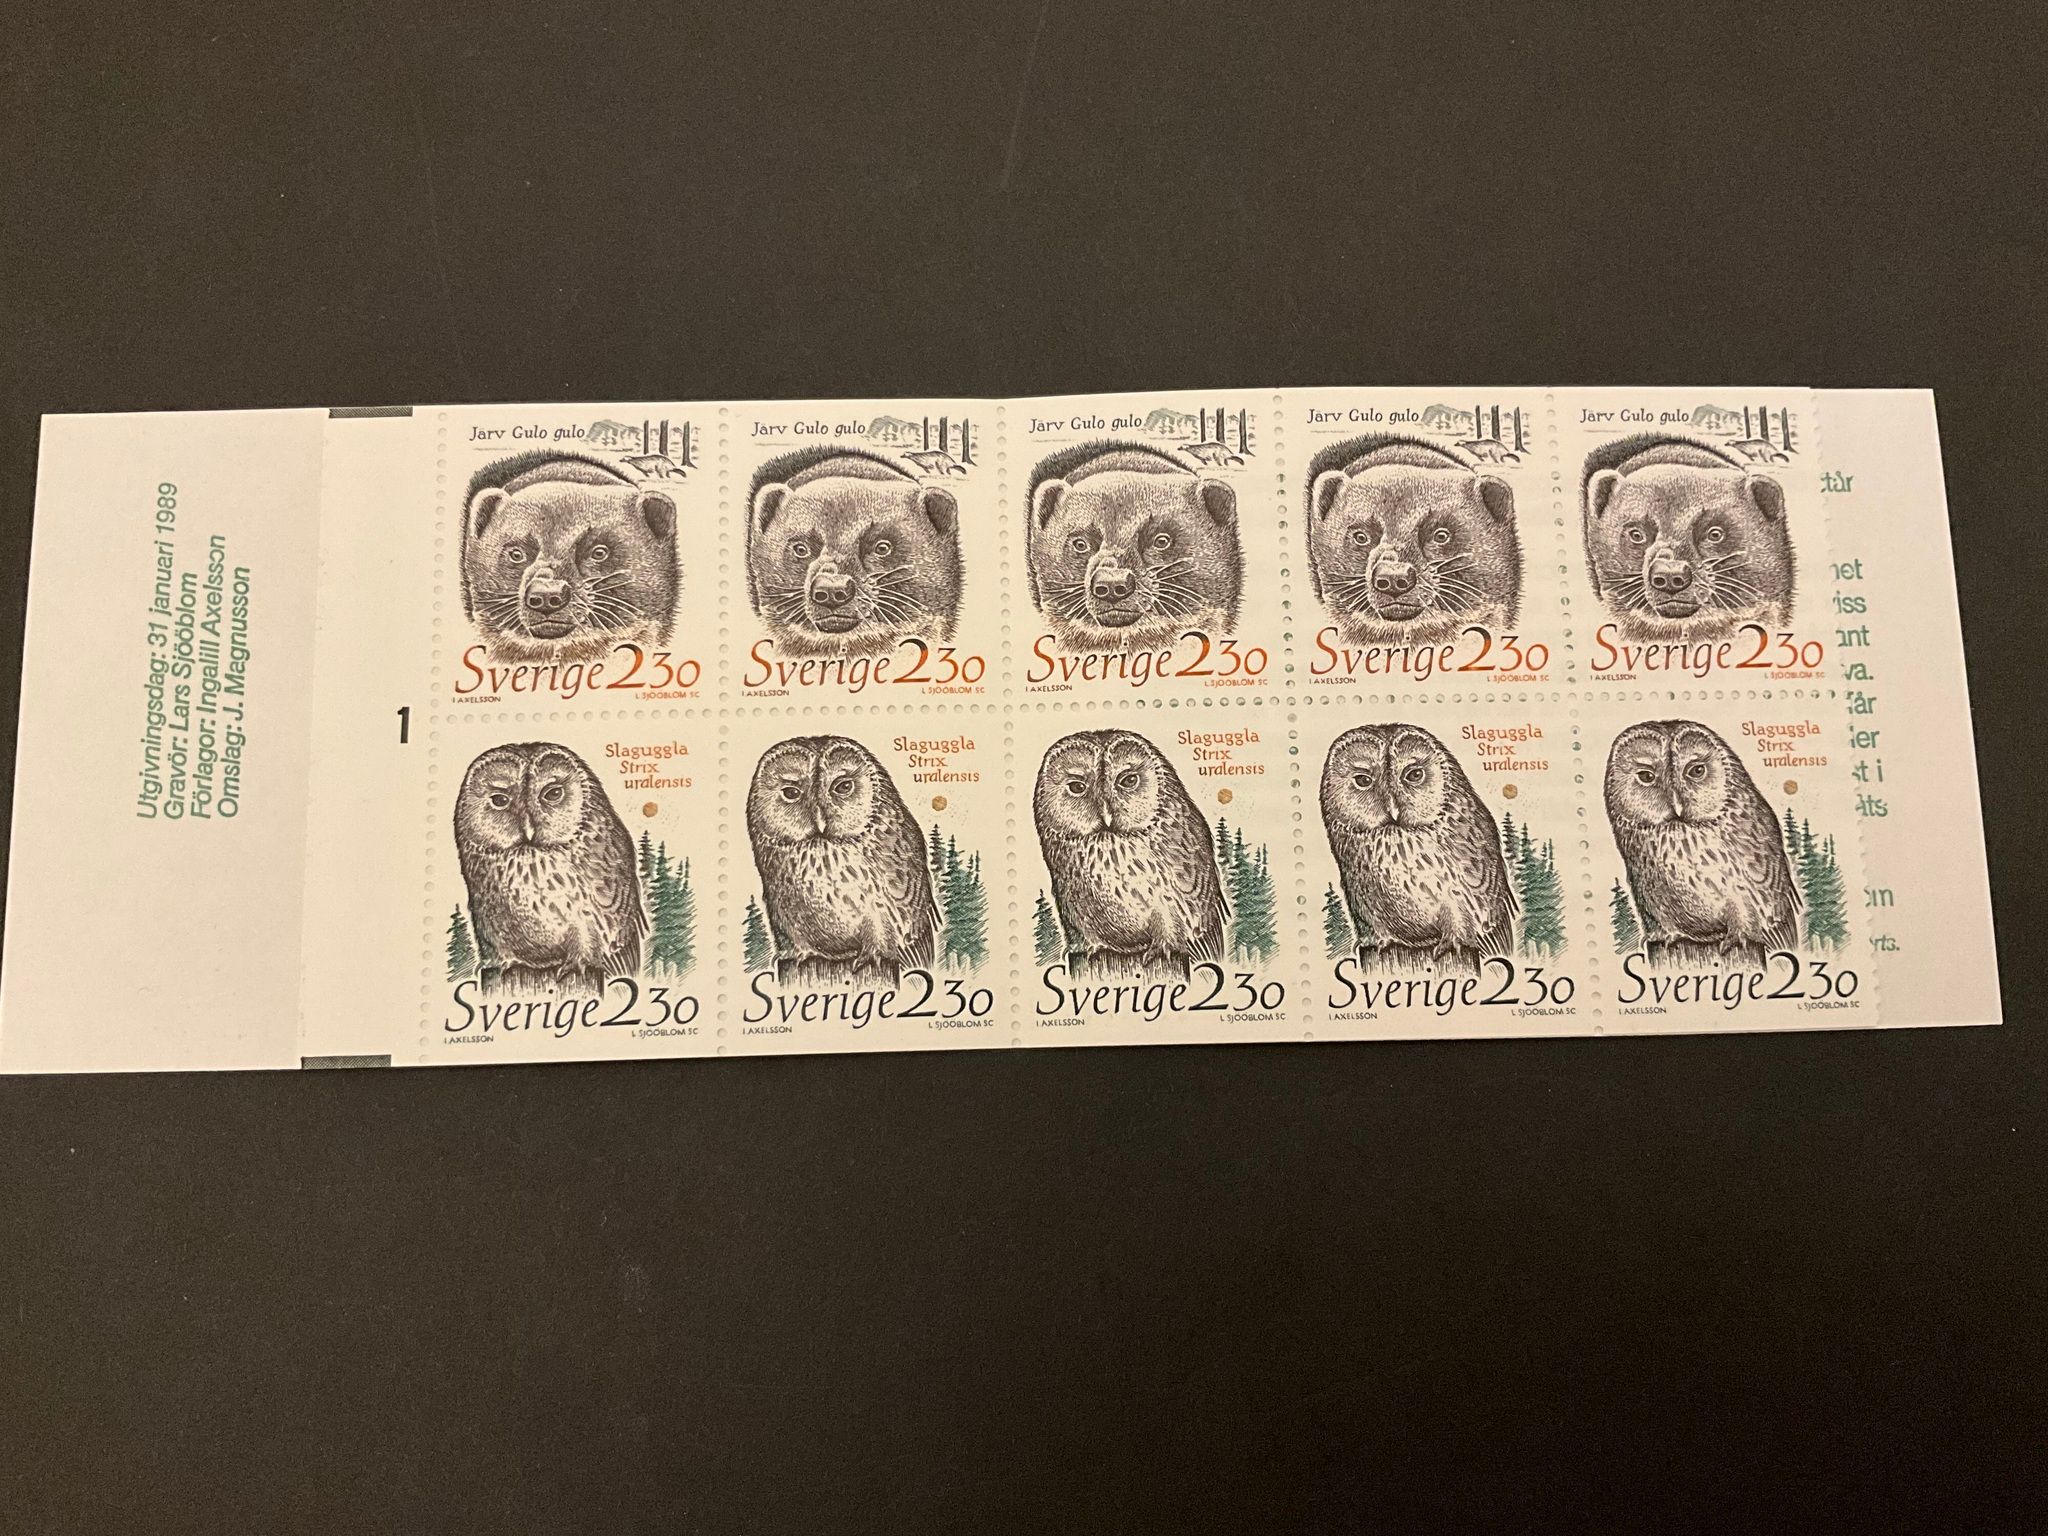 Utgivningsdag: 31 januari 1989
Gravör: Lars Sjööblom
Förlagor: Ingalill Axelsson
Omslag: J. Magnusson
1
Järv Gulo gulo
Sverige 230
I AXELSSON L SJÖÖBLOM SC
Järv Gulo gulo
Sverige 230
I AXELSSON L SJÖÖBLOM SC
Järv Gulo gulo
Sverige 230
I AXELSSON L SJÖÖBLOM SC
Järv Gulo gulo
Sverige 230
I AXELSSON L SJÖÖBLOM SC
Järv Gulo gulo
Sverige 230
I AXELSSON L SJÖÖBLOM SC
Slaguggla
Strix
uralensis
Sverige 230
I AXELSSON L SJÖÖBLOM SC
Slaguggla
Strix
uralensis
Sverige 230
I AXELSSON L SJÖÖBLOM SC
Slaguggla
Strix
uralensis
Sverige 230
I AXELSSON L SJÖÖBLOM SC
Slaguggla
Strix
uralensis
Sverige 230
I AXELSSON L SJÖÖBLOM SC
Slaguggla
Strix
uralensis
Sverige 230
I AXELSSON L SJÖÖBLOM SC